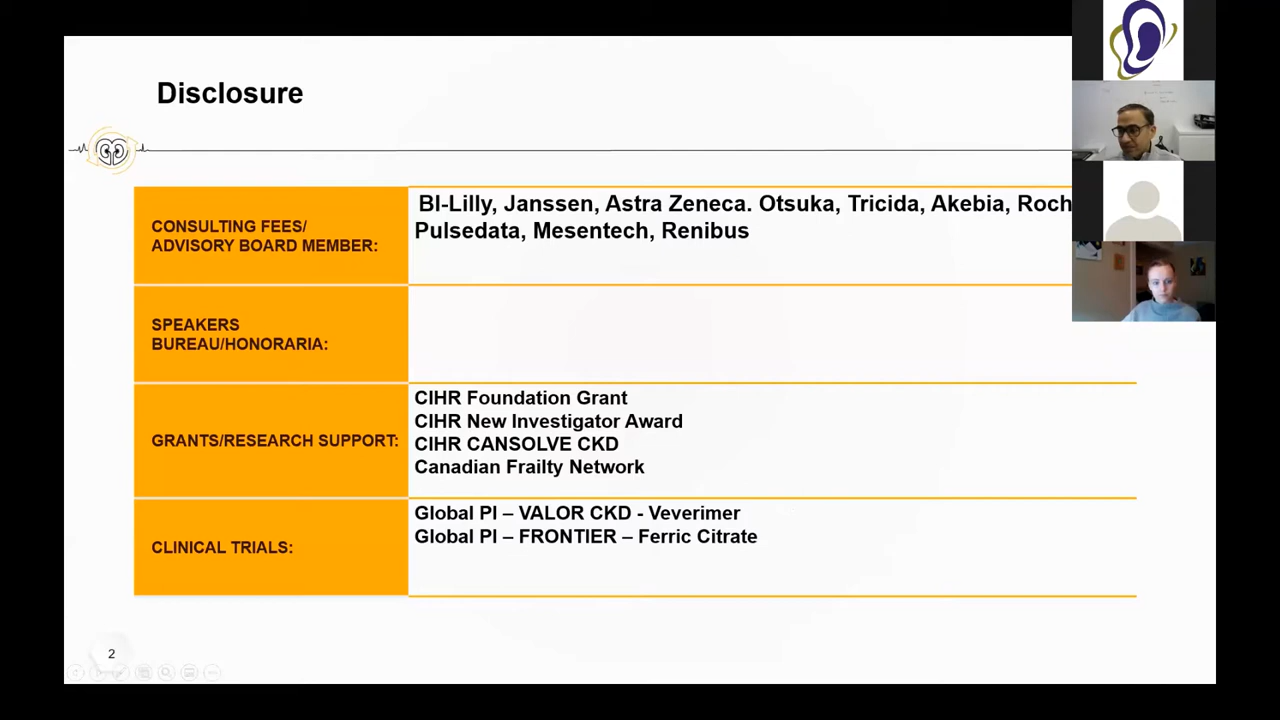 Disclosure
CONSULTING FEES/
ADVISORY BOARD MEMBER:
BI-Lilly, Janssen, Astra Zeneca. Otsuka, Tricida, Akebia, Roch
Pulsedata, Mesentech, Renibus
SPEAKERS
BUREAU/HONORARIA:
GRANTS/RESEARCH SUPPORT:
CIHR Foundation Grant
CIHR New Investigator Award
CIHR CANSOLVE CKD
Canadian Frailty Network
CLINICAL TRIALS:
Global PI – VALOR CKD - Veverimer
Global PI – FRONTIER – Ferric Citrate
2